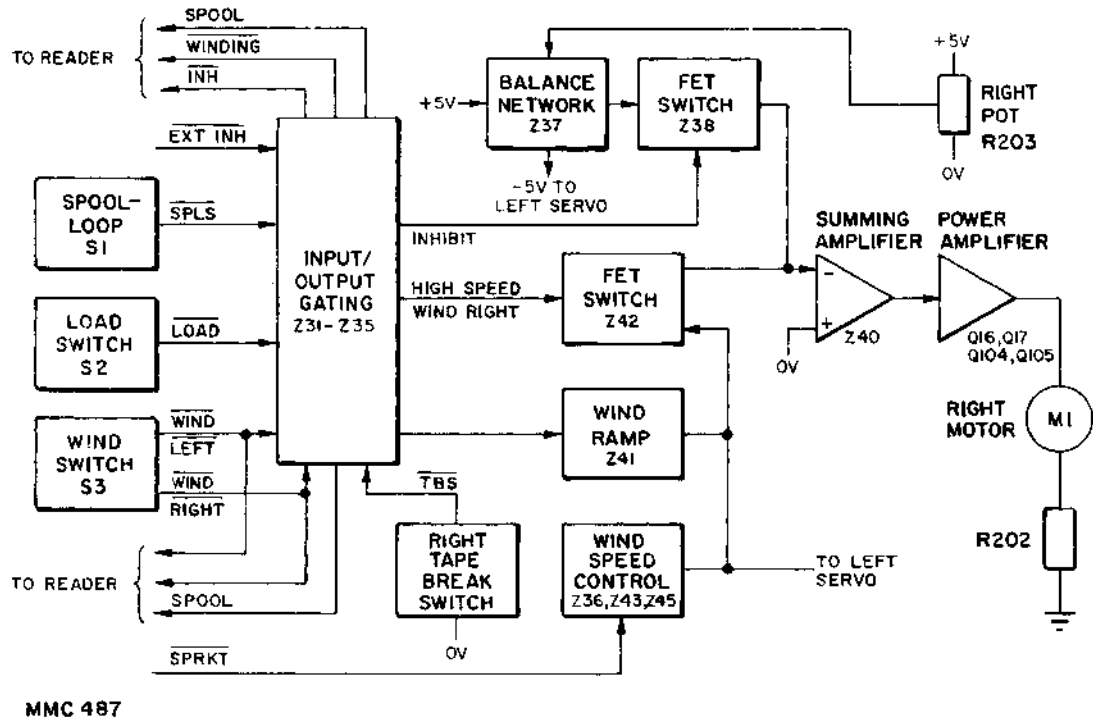 SPOOL
WINDING
TO READER
INH
EXT INH
SPOOL-
LOOP
S1
SPLS
LOAD
SWITCH
S2
LOAD
WIND
SWITCH
S3
WIND
LEFT
WIND
RIGHT
TO READER
SPOOL
SPRKT
INPUT/
OUTPUT
GATING
Z31-Z35
TBS
RIGHT
TAPE
BREAK
SWITCH
0V
+5V
BALANCE
NETWORK
Z37
-5V TO
LEFT SERVO
FET
SWITCH
Z38
INHIBIT
HIGH SPEED
WIND RIGHT
FET
SWITCH
Z42
WIND
RAMP
Z41
WIND
SPEED
CONTROL
Z36,Z43,Z45
TO LEFT
SERVO
+5V
RIGHT
POT
R203
0V
SUMMING
AMPLIFIER
-
+
Z40
0V
POWER
AMPLIFIER
Q16,Q17
Q104,Q105
RIGHT
MOTOR
M1
R202
MMC 487